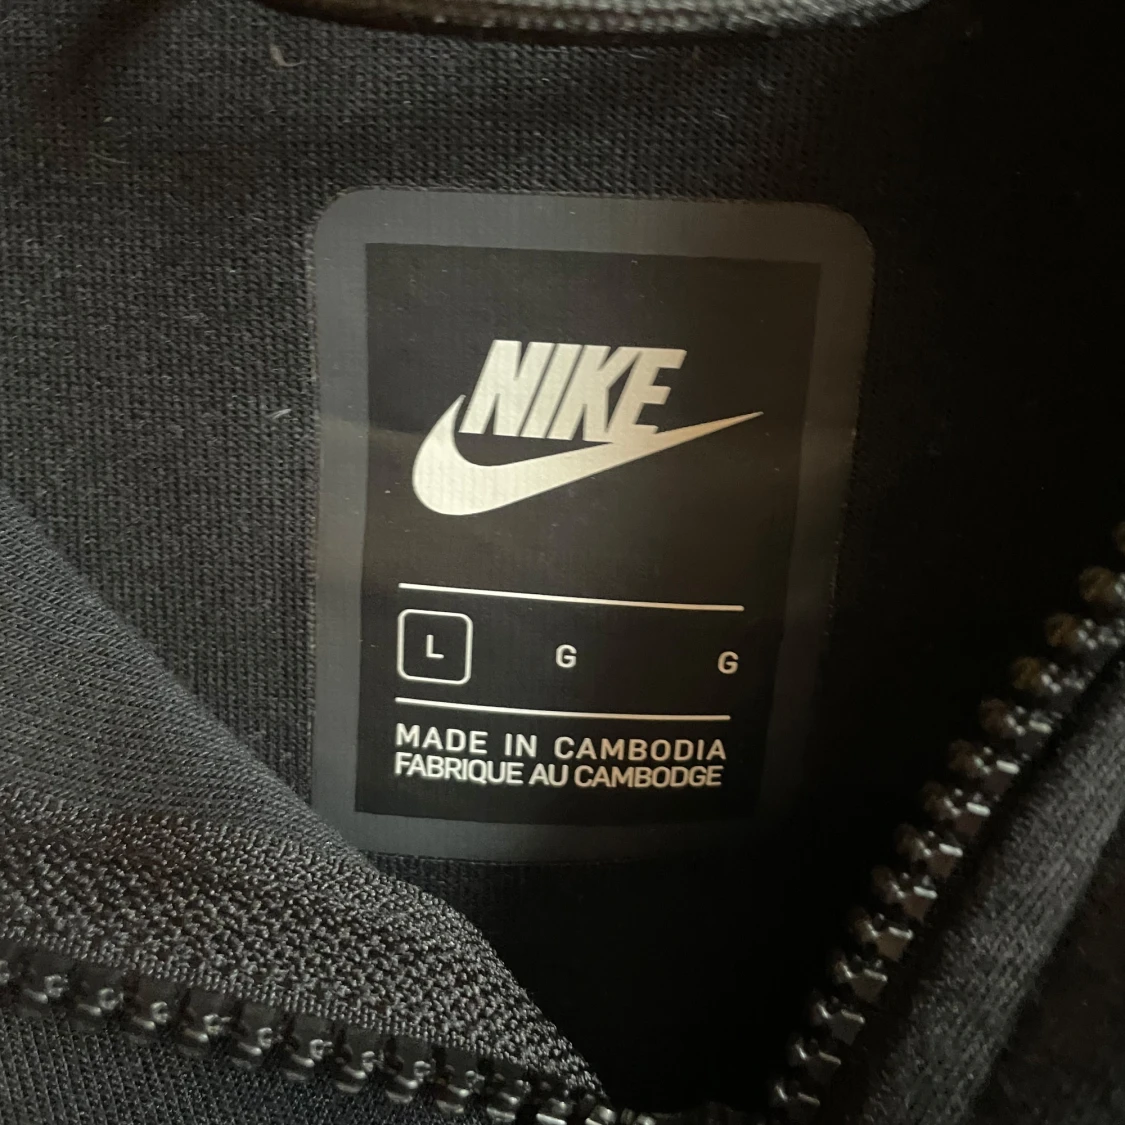 NIKE
L G G
MADE IN CAMBODIA
FABRIQUE AU CAMBODGE